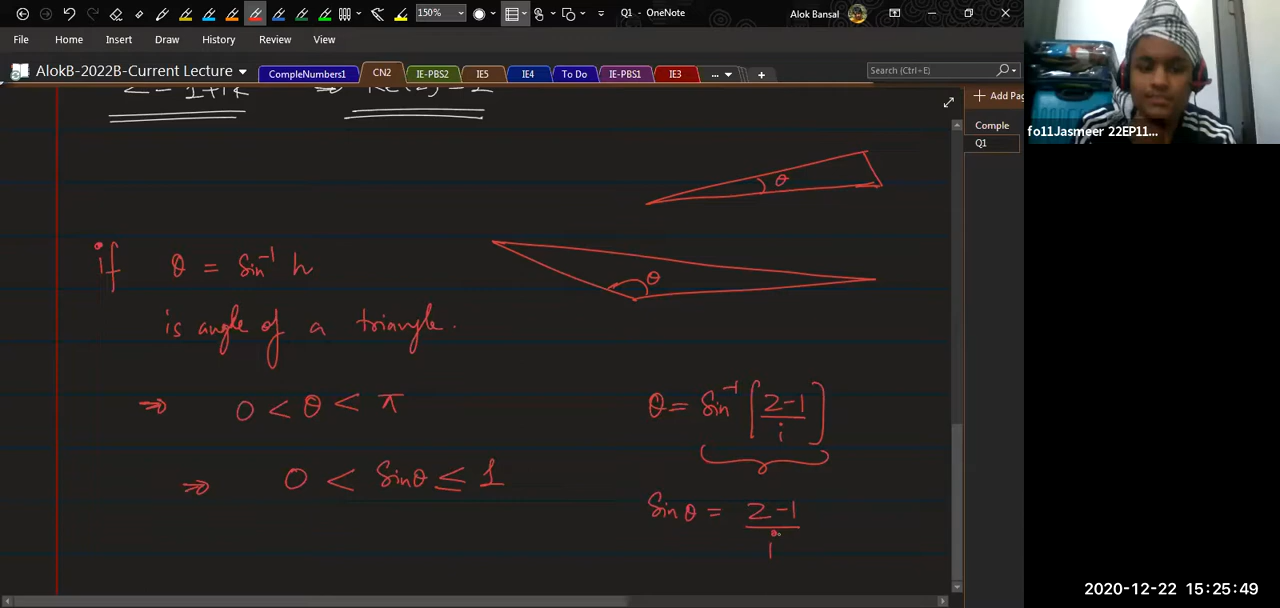 150%
Q1 - OneNote
Alok Bansal
File Home Insert Draw History Review View
AlokB-2022B-Current Lecture
CompleNumbers1 CN2 IE-PBS2 IE5 IE4 To Do IE-PBS1 IE3 ...
Search (Ctrl+E)
Add Pag
Comple
Q1
fo11Jasmeer 22EP11...
θ
if θ = Sin⁻¹ h
θ
is angle of a triangle.
⇒ 0 < θ < π
θ = Sin⁻¹ [ (z-1)/i ]
⇒ 0 < Sinθ ≤ 1
Sinθ = (z-1)/i
2020-12-22 15:25:49